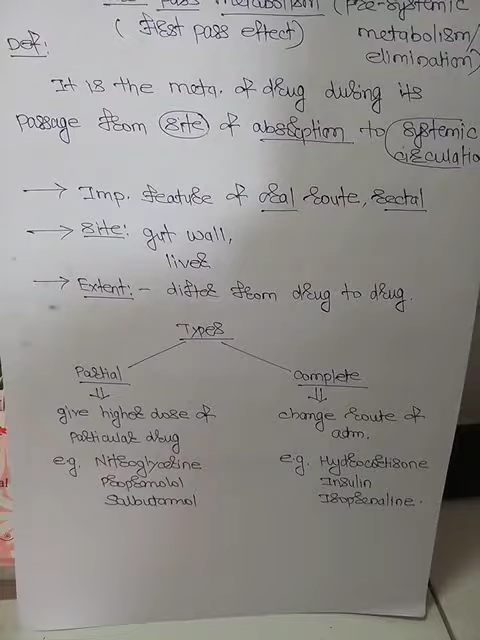 Pass metabolism (Pre-systemic
(First pass effect) metabolism/
elimination)
Def:
It is the meta. of drug during its
passage from site of absorption to systemic
circulation
→ Imp. feature of oral route, rectal
→ Site: gut wall,
liver
→ Extent:- differ from drug to drug.
Types
Partial
give higher dose of
particular drug
e.g. Nitroglycerine
Propranolol
Salbutamol
Complete
change route of
adm.
e.g. Hydrocortisone
Insulin
Isoprenaline.